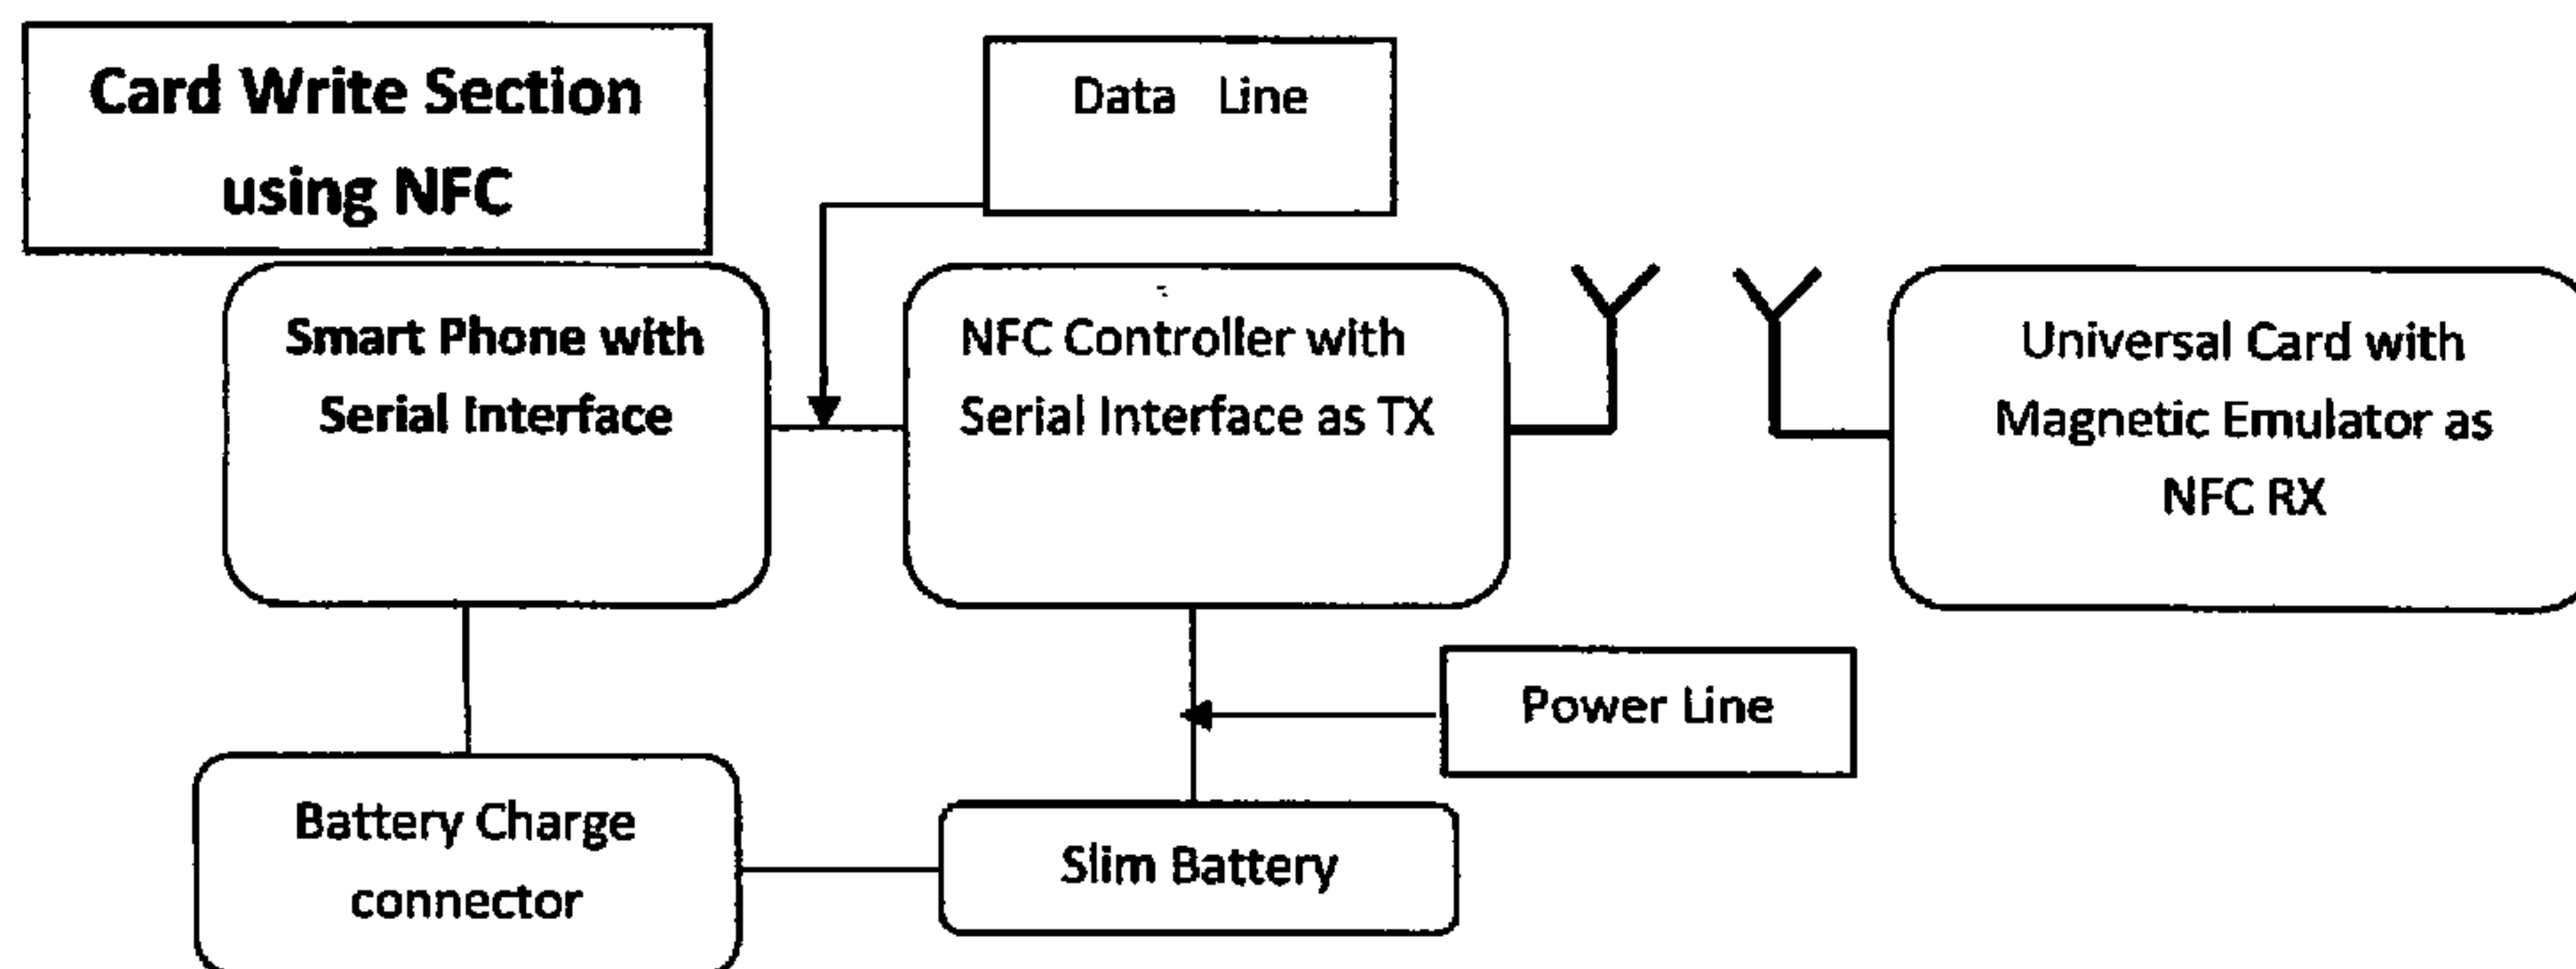 Card Write Section
using NFC
Data Line
Smart Phone with
Serial Interface
NFC Controller with
Serial Interface as TX
Universal Card with
Magnetic Emulator as
NFC RX
Power Line
Battery Charge
connector
Slim Battery